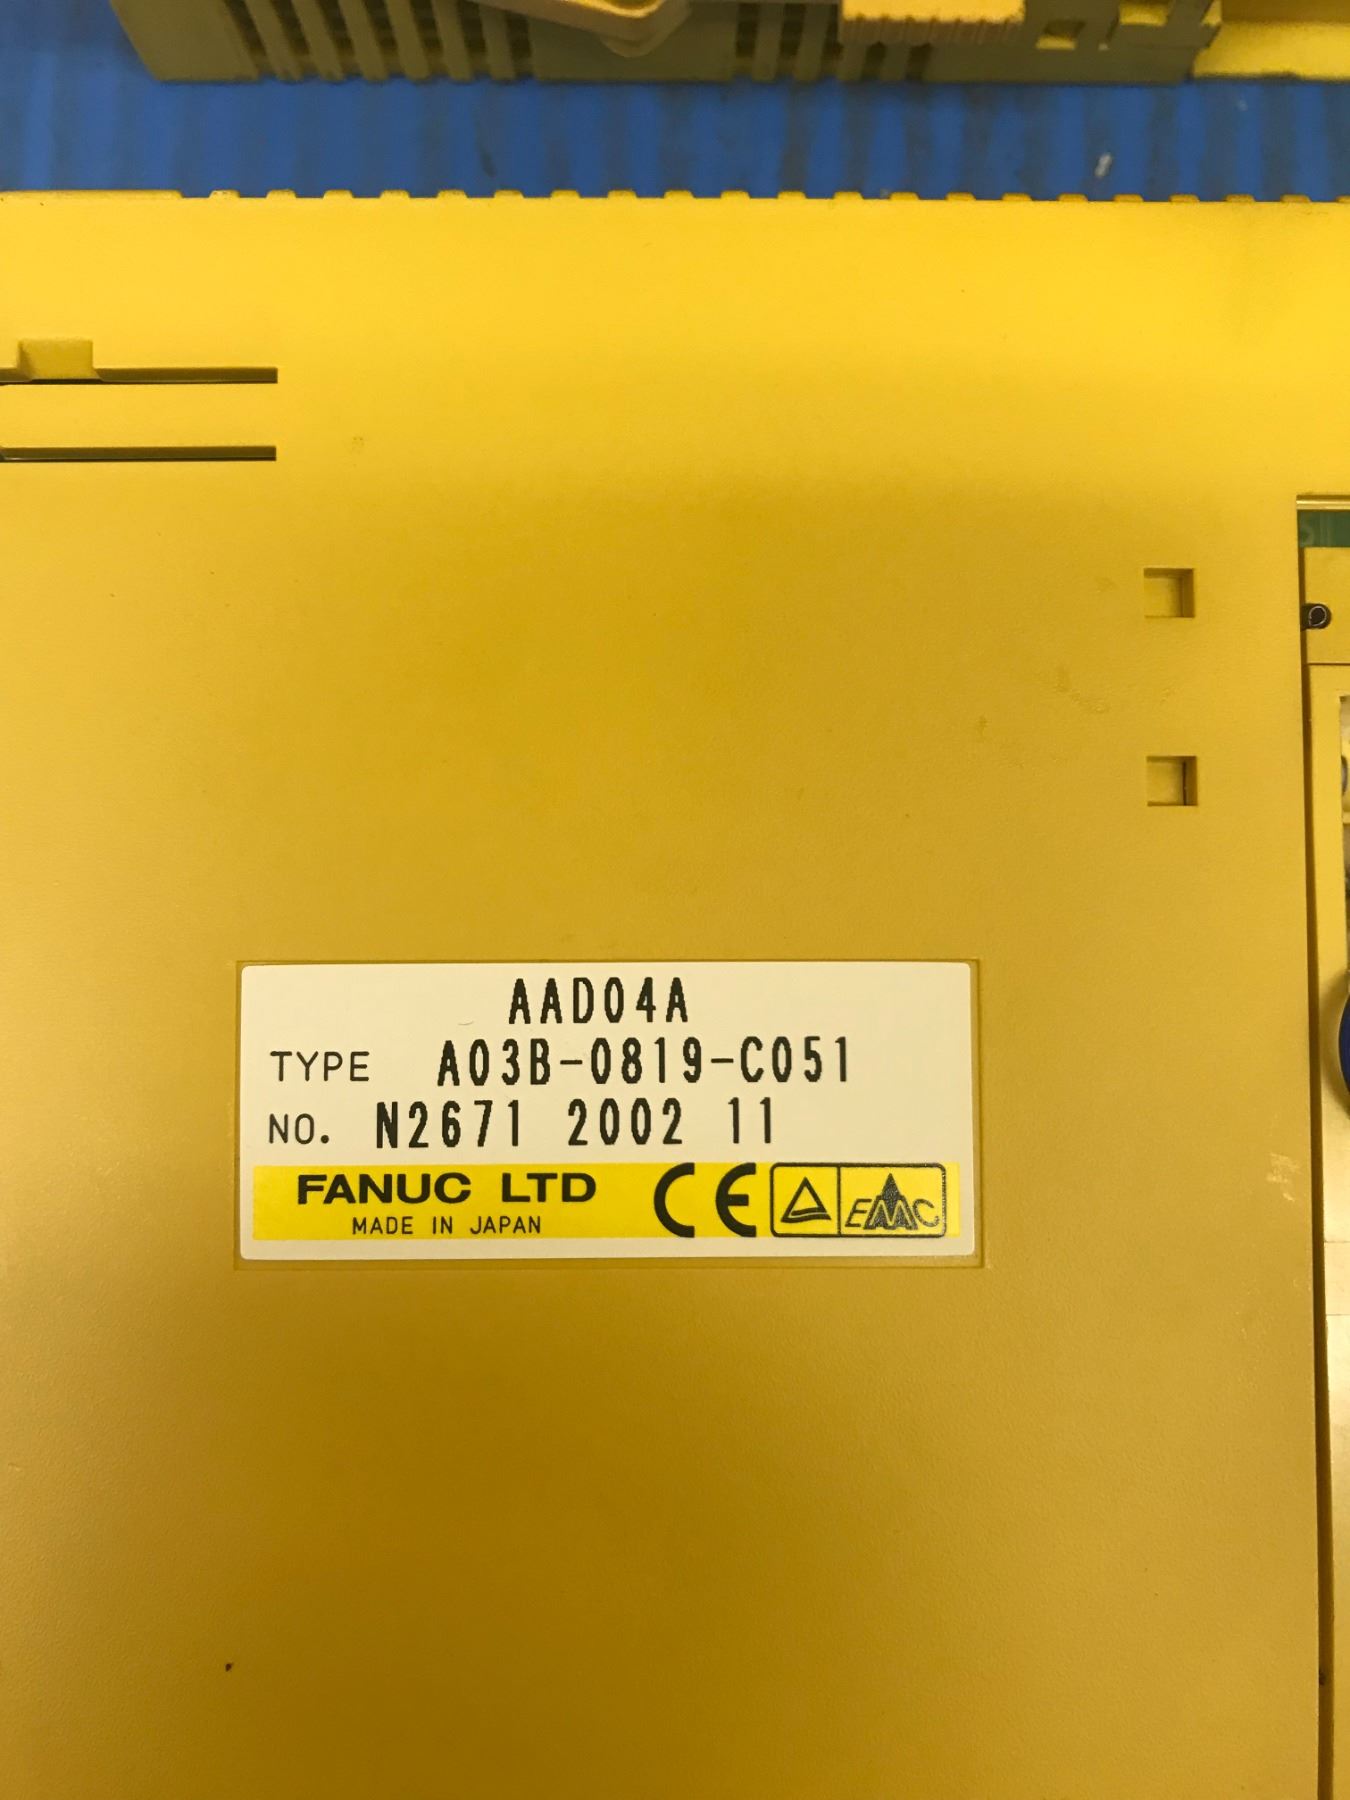 AAD04A
TYPE A03B-0819-C051
NO. N2671 2002 11
FANUC LTD CE EMC
MADE IN JAPAN